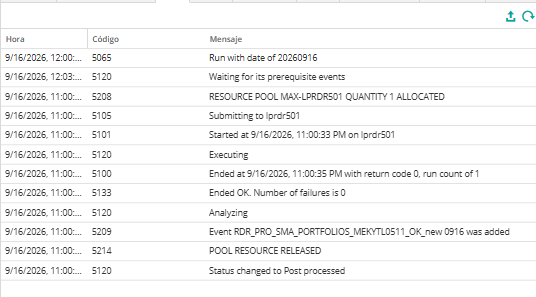 Hora Código Mensaje
9/16/2026, 12:00:... 5065 Run with date of 20260916
9/16/2026, 12:03:... 5120 Waiting for its prerequisite events
9/16/2026, 11:00:... 5208 RESOURCE POOL MAX-LPRDR501 QUANTITY 1 ALLOCATED
9/16/2026, 11:00:... 5105 Submitting to lprdr501
9/16/2026, 11:00:... 5101 Started at 9/16/2026, 11:00:33 PM on lprdr501
9/16/2026, 11:00:... 5120 Executing
9/16/2026, 11:00:... 5100 Ended at 9/16/2026, 11:00:35 PM with return code 0, run count of 1
9/16/2026, 11:00:... 5133 Ended OK. Number of failures is 0
9/16/2026, 11:00:... 5120 Analyzing
9/16/2026, 11:00:... 5209 Event RDR_PRO_SMA_PORTFOLIOS_MEKYTL0511_OK_new 0916 was added
9/16/2026, 11:00:... 5214 POOL RESOURCE RELEASED
9/16/2026, 11:00:... 5120 Status changed to Post processed